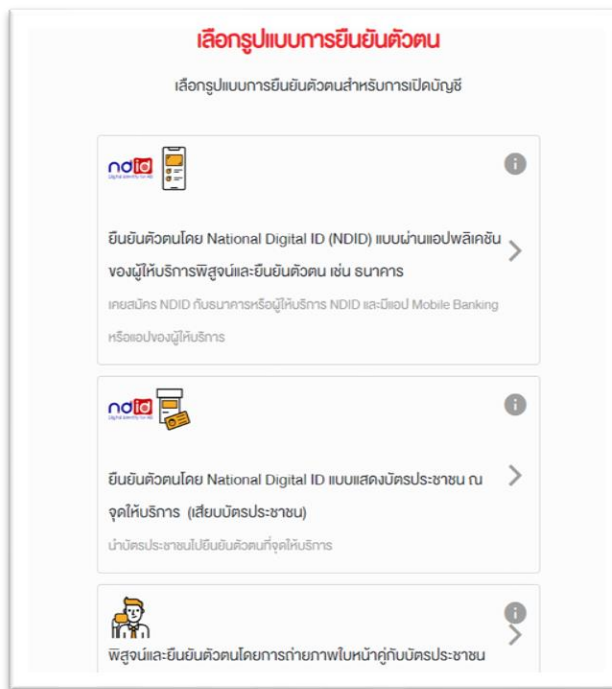 เลือกรูปแบบการยืนยันตัวตน
เลือกรูปแบบการยืนยันตัวตนสำหรับการเปิดบัญชี
ndid
ยืนยันตัวตนโดย National Digital ID (NDID) แบบผ่านแอปพลิเคชัน
ของผู้ให้บริการพิสูจน์และยืนยันตัวตน เช่น ธนาคาร
เคยสมัคร NDID กับธนาคารหรือผู้ให้บริการ NDID และมีแอป Mobile Banking
หรือแอปของผู้ให้บริการ
ndid
ยืนยันตัวตนโดย National Digital ID แบบแสดงบัตรประชาชน ณ
จุดให้บริการ (เสียบบัตรประชาชน)
นำบัตรประชาชนไปยืนยันตัวตนที่จุดให้บริการ
พิสูจน์และยืนยันตัวตนโดยการถ่ายภาพใบหน้าคู่กับบัตรประชาชน